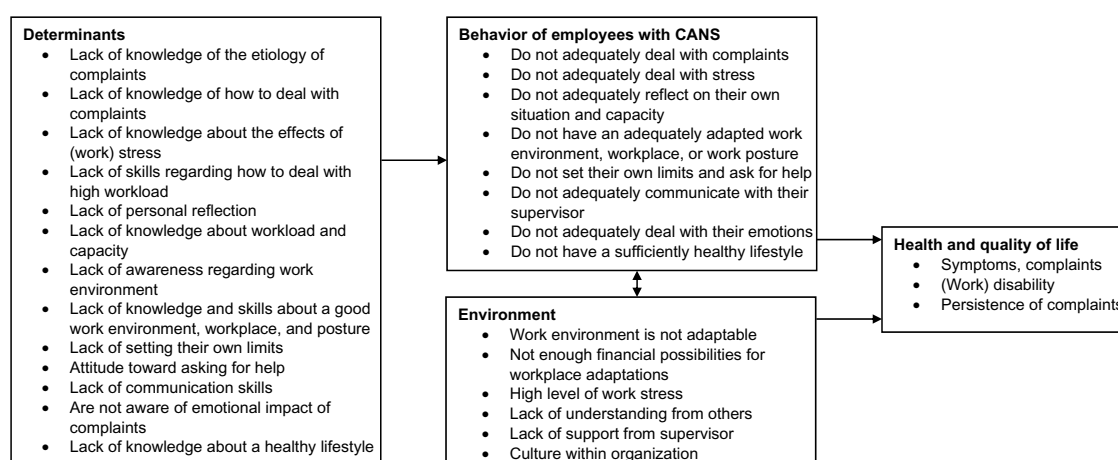 Determinants
• Lack of knowledge of the etiology of
complaints
• Lack of knowledge of how to deal with
complaints
• Lack of knowledge about the effects of
(work) stress
• Lack of skills regarding how to deal with
high workload
• Lack of personal reflection
• Lack of knowledge about workload and
capacity
• Lack of awareness regarding work
environment
• Lack of knowledge and skills about a good
work environment, workplace, and posture
• Lack of setting their own limits
• Attitude toward asking for help
• Lack of communication skills
• Are not aware of emotional impact of
complaints
• Lack of knowledge about a healthy lifestyle
Behavior of employees with CANS
• Do not adequately deal with complaints
• Do not adequately deal with stress
• Do not adequately reflect on their own
situation and capacity
• Do not have an adequately adapted work
environment, workplace, or work posture
• Do not set their own limits and ask for help
• Do not adequately communicate with their
supervisor
• Do not adequately deal with their emotions
• Do not have a sufficiently healthy lifestyle
Environment
• Work environment is not adaptable
• Not enough financial possibilities for
workplace adaptations
• High level of work stress
• Lack of understanding from others
• Lack of support from supervisor
• Culture within organization
Health and quality of life
• Symptoms, complaints
• (Work) disability
• Persistence of complaints